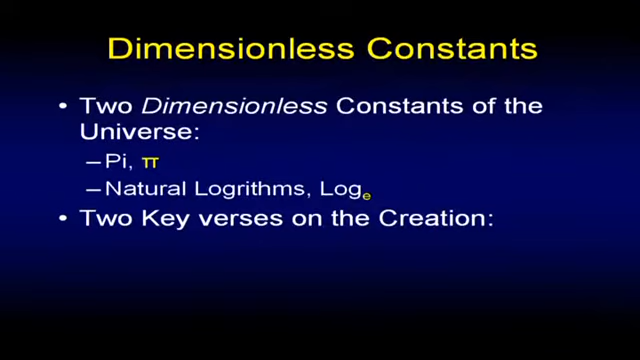 Dimensionless Constants
• Two Dimensionless Constants of the
Universe:
–Pi, π
–Natural Logrithms, Logₑ
• Two Key verses on the Creation: